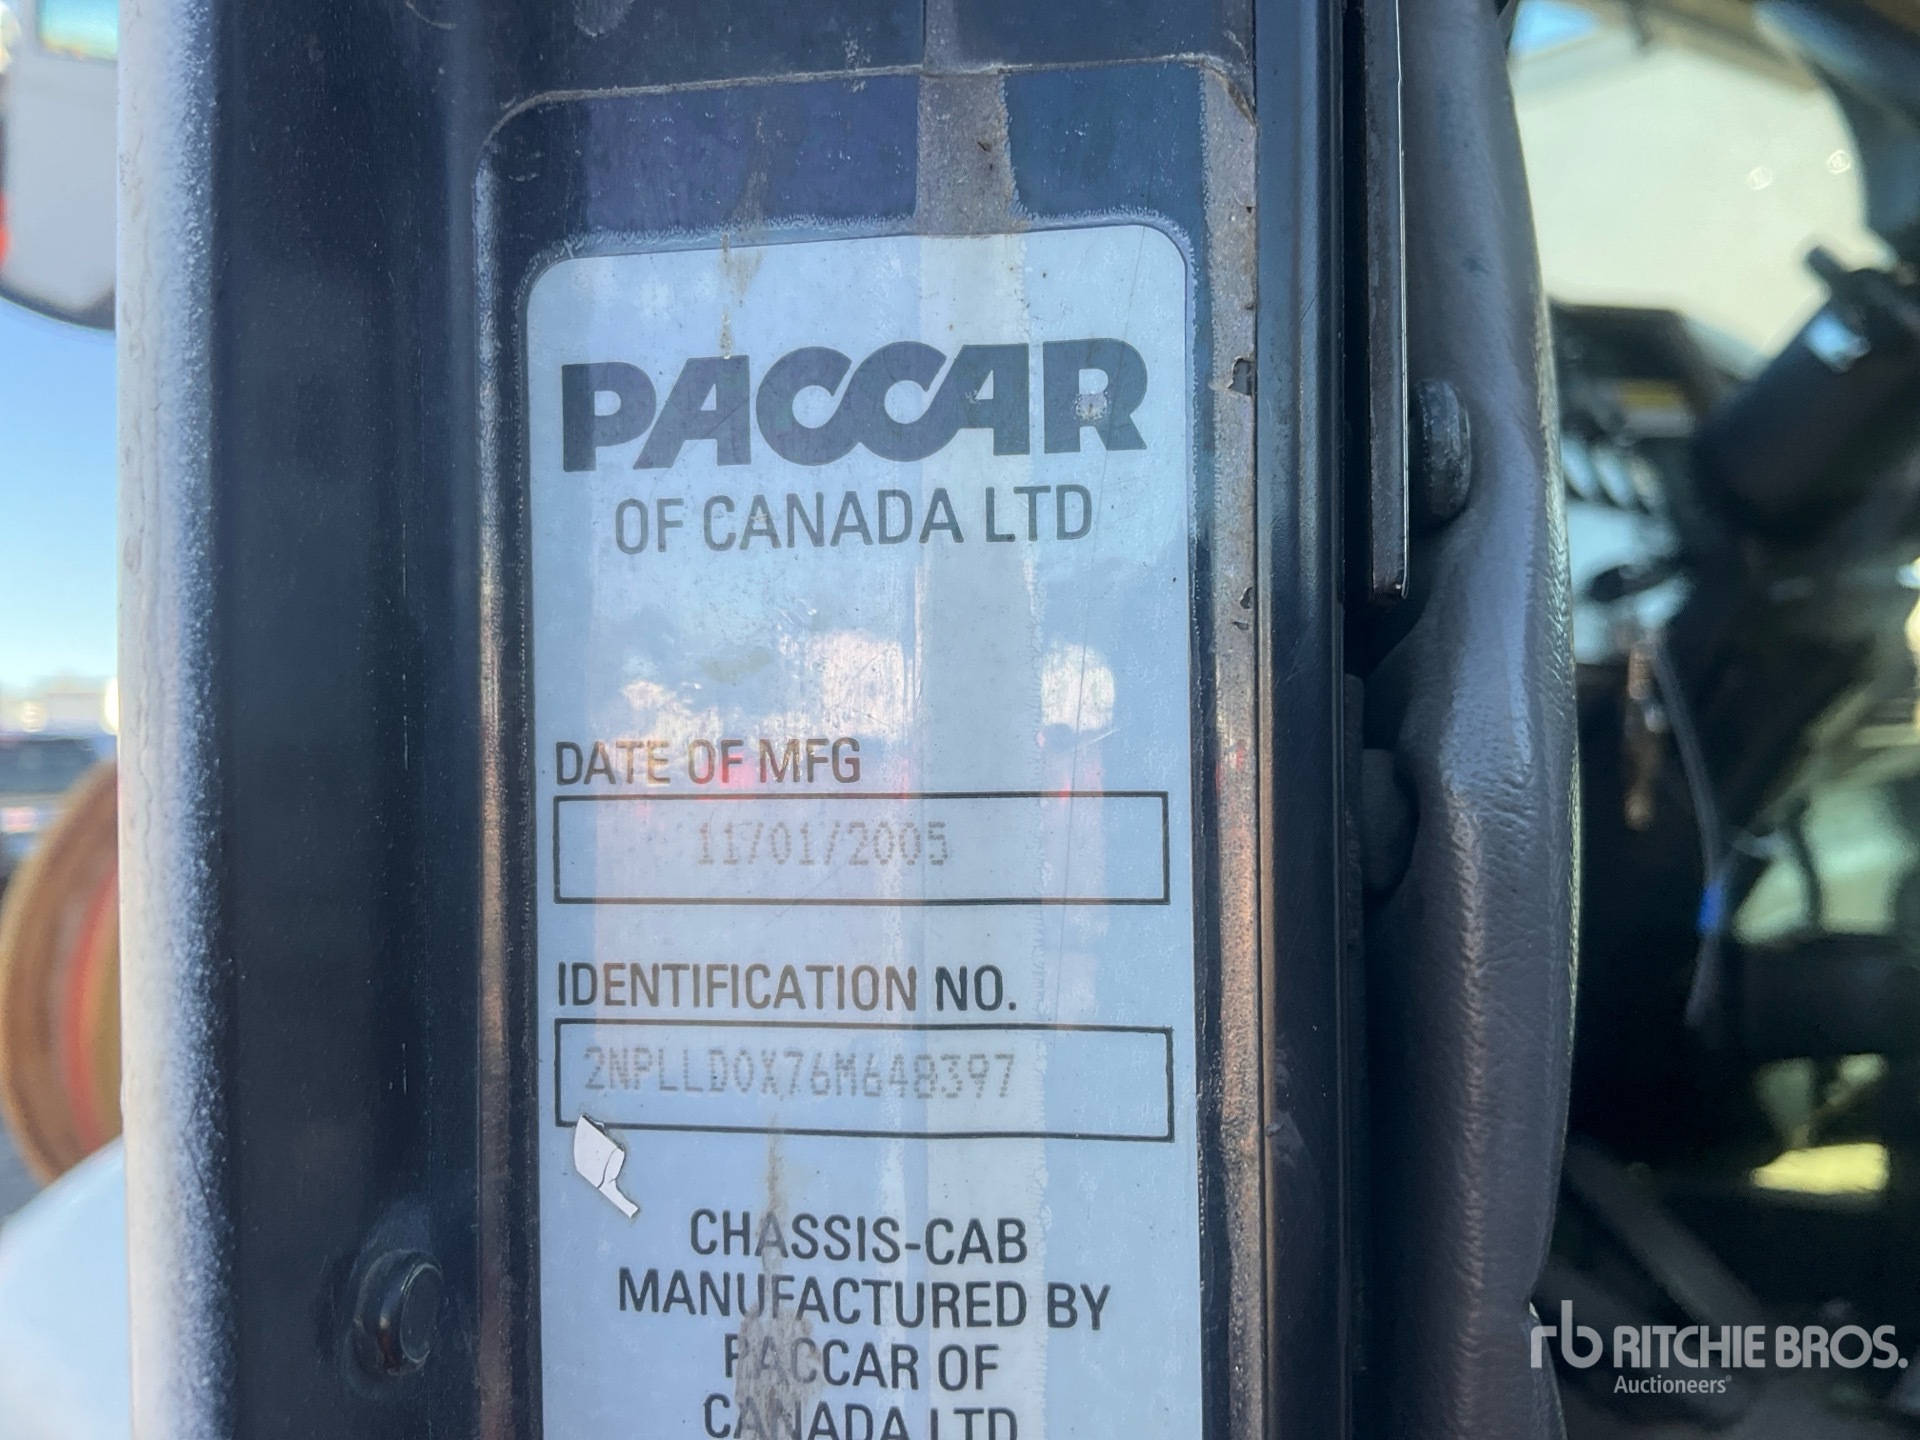 PACCAR
OF CANADA LTD
DATE OF MFG
11/01/2005
IDENTIFICATION NO.
2NPLLD0X76M648397
CHASSIS-CAB
MANUFACTURED BY
PACCAR OF
CANADA LTD
rb RITCHIE BROS.
Auctioneers